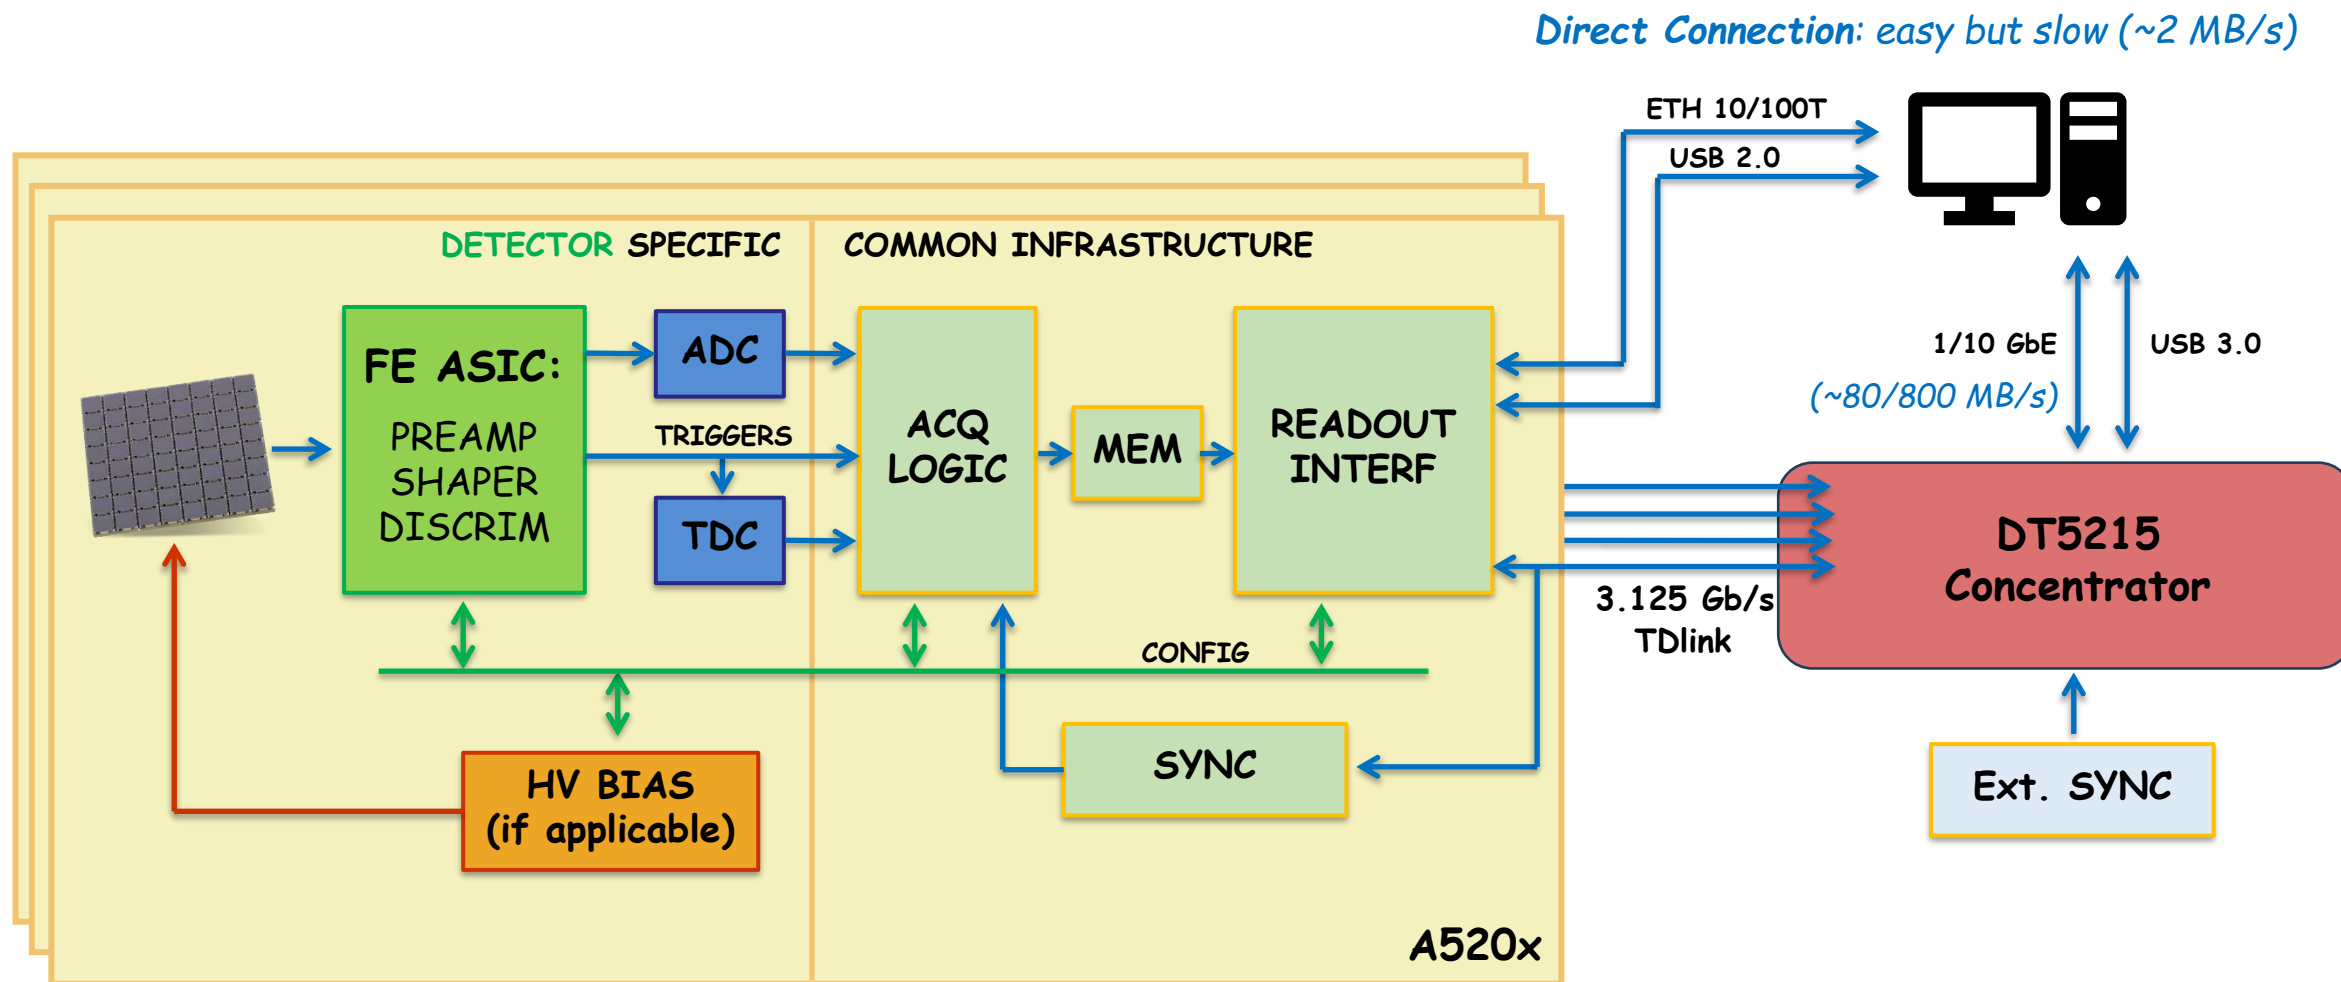 Direct Connection: easy but slow (~2 MB/s)
ETH 10/100T
USB 2.0
DETECTOR SPECIFIC
COMMON INFRASTRUCTURE
FE ASIC:
PREAMP
SHAPER
DISCRIM
ADC
TRIGGERS
TDC
ACQ
LOGIC
MEM
READOUT
INTERF
1/10 GbE
(~80/800 MB/s)
USB 3.0
3.125 Gb/s
TDlink
DT5215
Concentrator
CONFIG
HV BIAS
(if applicable)
SYNC
Ext. SYNC
A520x